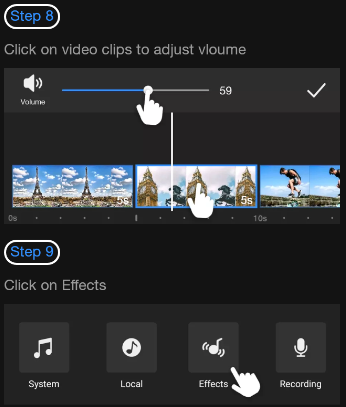 Step 8
Click on video clips to adjust vloume
Volume
59
5s
5s
0s
10s
Step 9
Click on Effects
System
Local
Effects
Recording